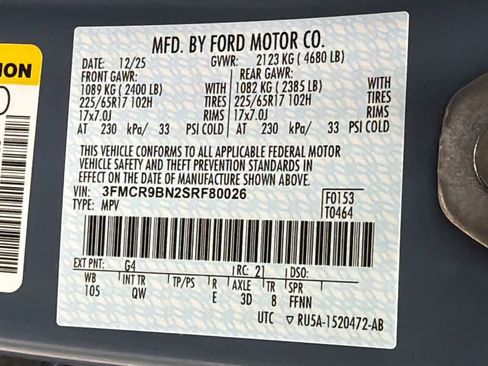 NION
MFD. BY FORD MOTOR CO.
DATE: 12/25 GVWR: 2123 KG ( 4680 LB)
FRONT GAWR: REAR GAWR:
1089 KG ( 2400 LB) WITH 1082 KG ( 2385 LB) WITH
225/65R17 102H TIRES 225/65R17 102H TIRES
17x7.0J RIMS 17x7.0J RIMS
AT 230 kPa/ 33 PSI COLD AT 230 kPa/ 33 PSI COLD
THIS VEHICLE CONFORMS TO ALL APPLICABLE FEDERAL MOTOR
VEHICLE SAFETY AND THEFT PREVENTION STANDARDS IN
EFFECT ON THE DATE OF MANUFACTURE SHOWN ABOVE.
VIN: 3FMCR9BN2SRF80026 F0153
TYPE: MPV T0464
EXT PNT: G4 RC: 21 DSO:
WB INT TR TP/PS R AXLE TR SPR
105 QW E 3D 8 FFNN
UTC RU5A-1520472-AB